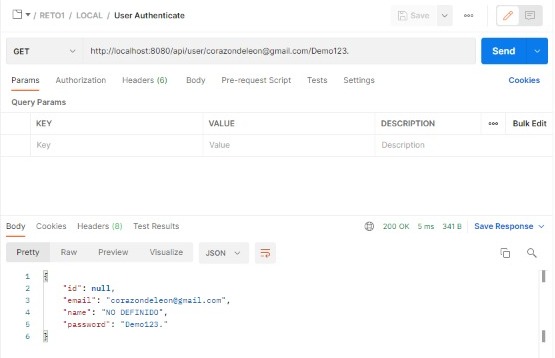 RETO1 / LOCAL / User Authenticate
Save
GET http://localhost:8080/api/user/corazondeleon@gmail.com/Demo123. Send
Params Authorization Headers (6) Body Pre-request Script Tests Settings Cookies
Query Params
KEY VALUE DESCRIPTION Bulk Edit
Key Value Description
Body Cookies Headers (8) Test Results 200 OK 5 ms 341 B Save Response
Pretty Raw Preview Visualize JSON
1 {
2 "id": null,
3 "email": "corazondeleon@gmail.com",
4 "name": "NO DEFINIDO",
5 "password": "Demo123."
6 }